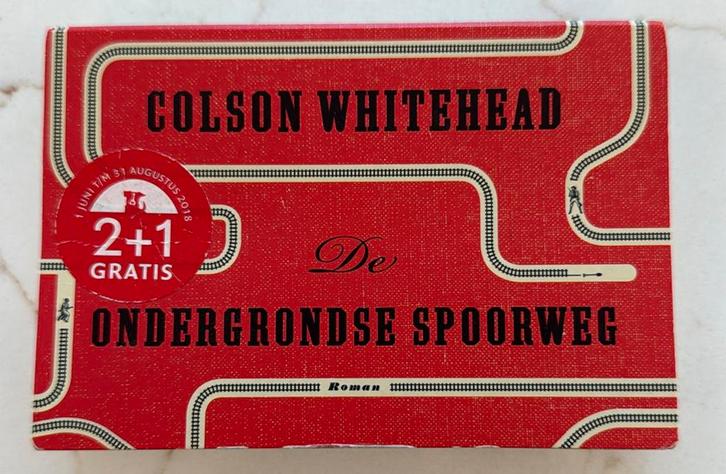 COLSON WHITEHEAD
1 JUNI T/M 31 AUGUSTUS 2018
2+1
GRATIS
De
ONDERGRONDSE SPOORWEG
Roman